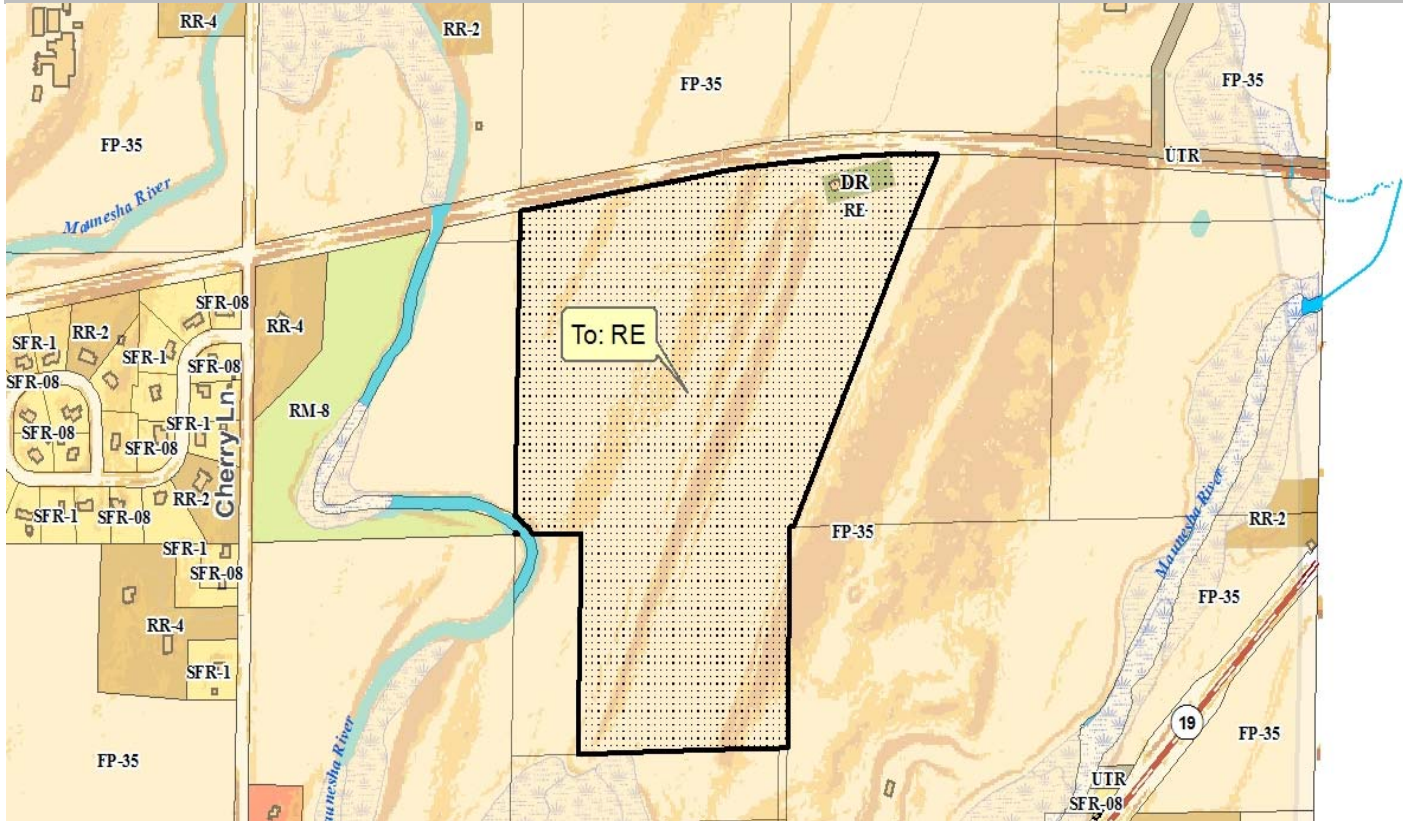 RR-4
RR-2
FP-35
FP-35
FP-35
UTR
Maunesha River
DR
RE
To: RE
SFR-08
RR-4
RR-2
SFR-1
SFR-1
SFR-08
SFR-08
RM-8
SFR-1
SFR-08
SFR-08
Cherry Ln
RR-2
SFR-1
SFR-08
FP-35
Maunesha River
RR-2
SFR-1
SFR-08
FP-35
RR-4
SFR-1
19
FP-35
FP-35
Maunesha River
UTR
SFR-08